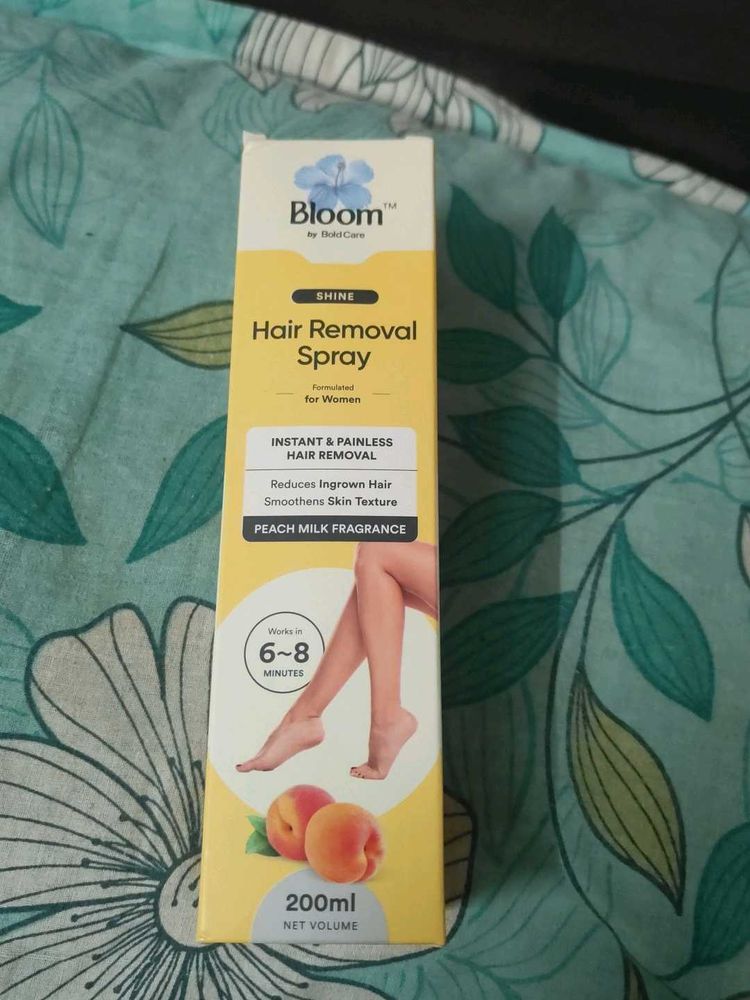 Bloom™
by Bold Care
SHINE
Hair Removal
Spray
Formulated
for Women
INSTANT & PAINLESS
HAIR REMOVAL
Reduces Ingrown Hair
Smoothens Skin Texture
PEACH MILK FRAGRANCE
Works in
6~8
MINUTES
200ml
NET VOLUME